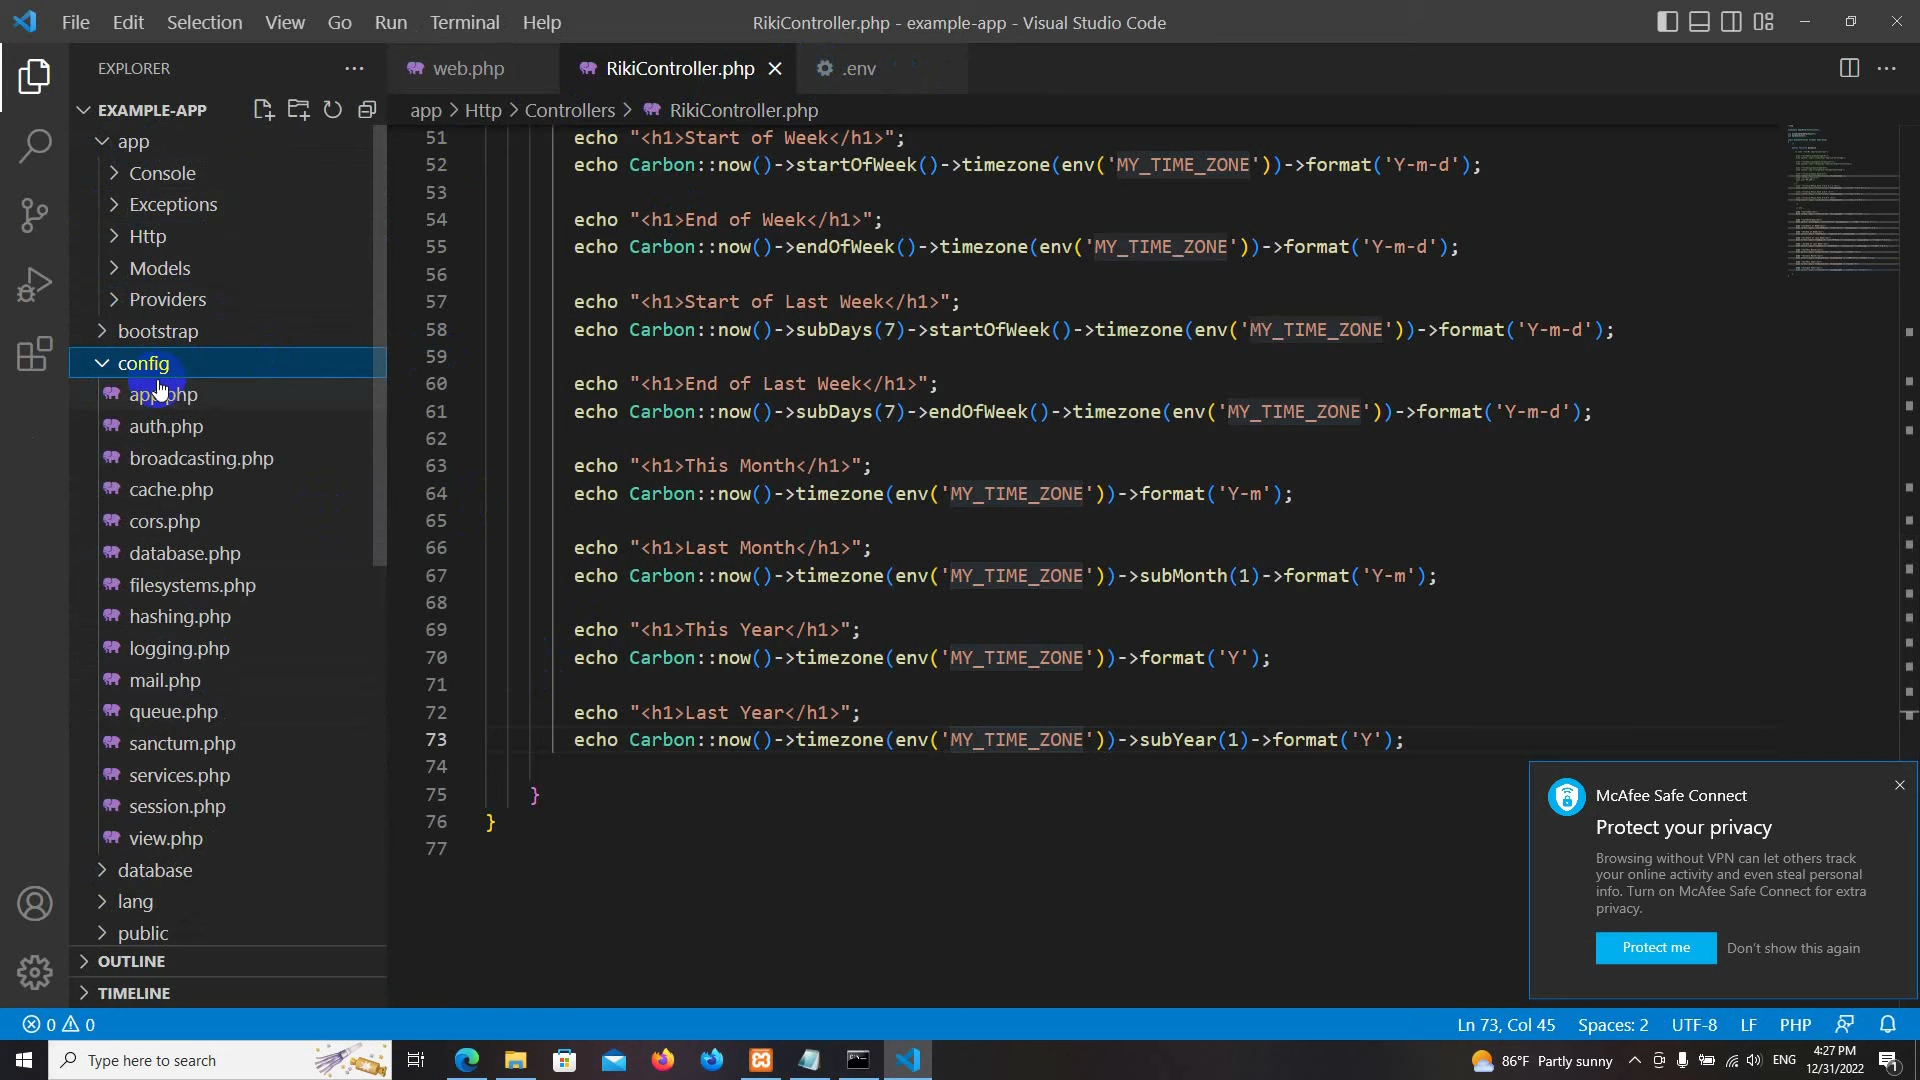 File Edit Selection View Go Run Terminal Help
RikiController.php - example-app - Visual Studio Code
EXPLORER
web.php
RikiController.php
.env
EXAMPLE-APP
app > Http > Controllers > RikiController.php
app
Console
Exceptions
Http
Models
Providers
bootstrap
config
app.php
auth.php
broadcasting.php
cache.php
cors.php
database.php
filesystems.php
hashing.php
logging.php
mail.php
queue.php
sanctum.php
services.php
session.php
view.php
database
lang
public
OUTLINE
TIMELINE
51 echo "<h1>Start of Week</h1>";
52 echo Carbon::now()->startOfWeek()->timezone(env('MY_TIME_ZONE'))->format('Y-m-d');
53
54 echo "<h1>End of Week</h1>";
55 echo Carbon::now()->endOfWeek()->timezone(env('MY_TIME_ZONE'))->format('Y-m-d');
56
57 echo "<h1>Start of Last Week</h1>";
58 echo Carbon::now()->subDays(7)->startOfWeek()->timezone(env('MY_TIME_ZONE'))->format('Y-m-d');
59
60 echo "<h1>End of Last Week</h1>";
61 echo Carbon::now()->subDays(7)->endOfWeek()->timezone(env('MY_TIME_ZONE'))->format('Y-m-d');
62
63 echo "<h1>This Month</h1>";
64 echo Carbon::now()->timezone(env('MY_TIME_ZONE'))->format('Y-m');
65
66 echo "<h1>Last Month</h1>";
67 echo Carbon::now()->timezone(env('MY_TIME_ZONE'))->subMonth(1)->format('Y-m');
68
69 echo "<h1>This Year</h1>";
70 echo Carbon::now()->timezone(env('MY_TIME_ZONE'))->format('Y');
71
72 echo "<h1>Last Year</h1>";
73 echo Carbon::now()->timezone(env('MY_TIME_ZONE'))->subYear(1)->format('Y');
74
75 }
76 }
77
McAfee Safe Connect
Protect your privacy
Browsing without VPN can let others track
your online activity and even steal personal
info. Turn on McAfee Safe Connect for extra
privacy.
Protect me
Don't show this again
0 0
Ln 73, Col 45 Spaces: 2 UTF-8 LF PHP
Type here to search
86°F Partly sunny
ENG
4:27 PM
12/31/2022
1